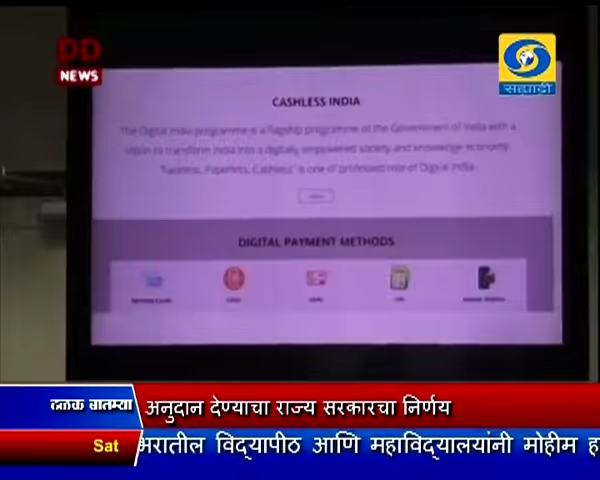 DD
NEWS
सह्याद्री
CASHLESS INDIA
The Digital India programme is a flagship programme of the Government of India with a
vision to transform India into a digitally empowered society and knowledge economy.
"Faceless, Paperless, Cashless" is one of professed role of Digital India.
DIGITAL PAYMENT METHODS
ठळक बातम्या
अनुदान देण्याचा राज्य सरकारचा निर्णय
Sat
भरातील विद्यापीठ आणि महाविद्यालयांनी मोहीम ह